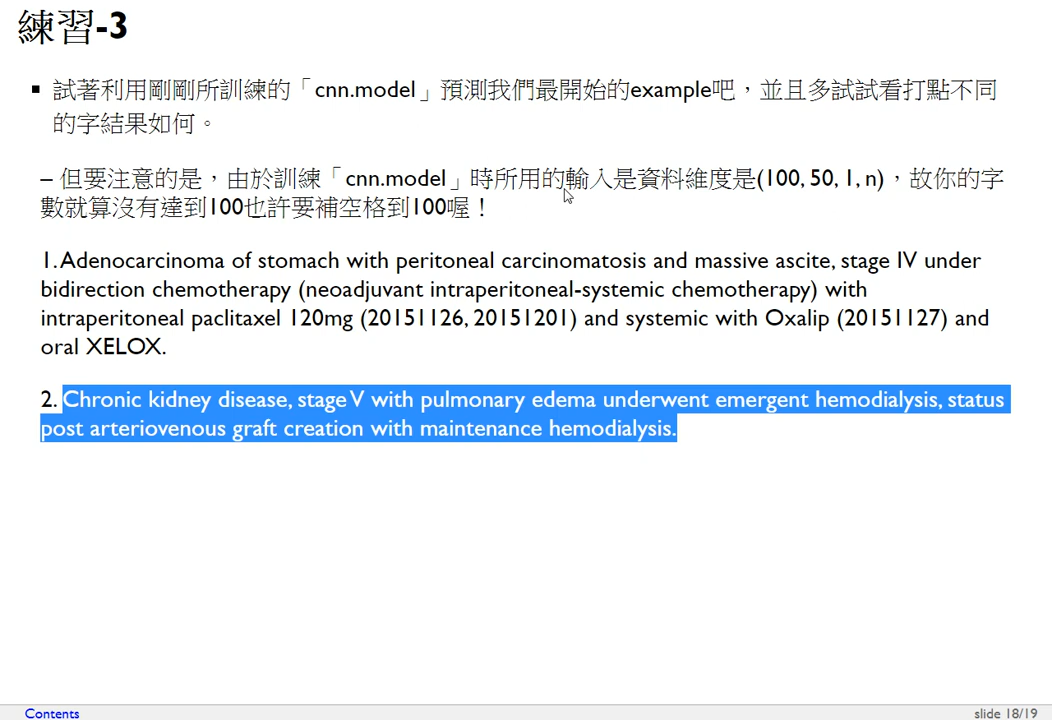 練習-3
▪ 試著利用剛剛所訓練的「cnn.model」預測我們最開始的example吧，並且多試試看打點不同
的字結果如何。
– 但要注意的是，由於訓練「cnn.model」時所用的輸入是資料維度是(100, 50, 1, n)，故你的字
數就算沒有達到100也許要補空格到100喔！
1. Adenocarcinoma of stomach with peritoneal carcinomatosis and massive ascite, stage IV under
bidirection chemotherapy (neoadjuvant intraperitoneal-systemic chemotherapy) with
intraperitoneal paclitaxel 120mg (20151126, 20151201) and systemic with Oxalip (20151127) and
oral XELOX.
2. Chronic kidney disease, stage V with pulmonary edema underwent emergent hemodialysis, status
post arteriovenous graft creation with maintenance hemodialysis.
Contents
slide 18/19